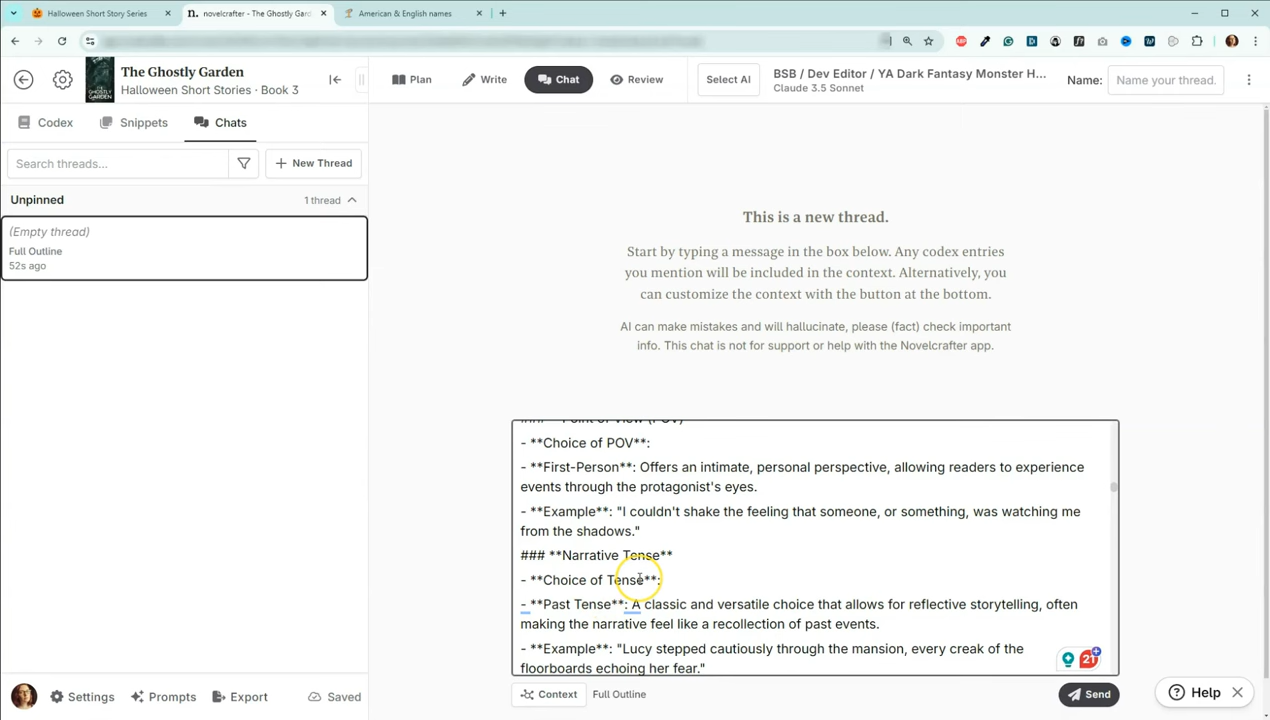 Halloween Short Story Series
novelcrafter - The Ghostly Gard
American & English names
The Ghostly Garden
Halloween Short Stories · Book 3
Plan
Write
Chat
Review
Select AI
BSB / Dev Editor / YA Dark Fantasy Monster H...
Claude 3.5 Sonnet
Name:
Name your thread.
Codex
Snippets
Chats
Search threads...
+ New Thread
Unpinned
1 thread
(Empty thread)
Full Outline
52s ago
This is a new thread.
Start by typing a message in the box below. Any codex entries
you mention will be included in the context. Alternatively, you
can customize the context with the button at the bottom.
AI can make mistakes and will hallucinate, please (fact) check important
info. This chat is not for support or help with the Novelcrafter app.
### **Point of View (POV)**
- **Choice of POV**:
- **First-Person**: Offers an intimate, personal perspective, allowing readers to experience
events through the protagonist's eyes.
- **Example**: "I couldn't shake the feeling that someone, or something, was watching me
from the shadows."
### **Narrative Tense**
- **Choice of Tense**:
- **Past Tense**: A classic and versatile choice that allows for reflective storytelling, often
making the narrative feel like a recollection of past events.
- **Example**: "Lucy stepped cautiously through the mansion, every creak of the
floorboards echoing her fear."
21
Context
Full Outline
Send
Help
Settings
Prompts
Export
Saved